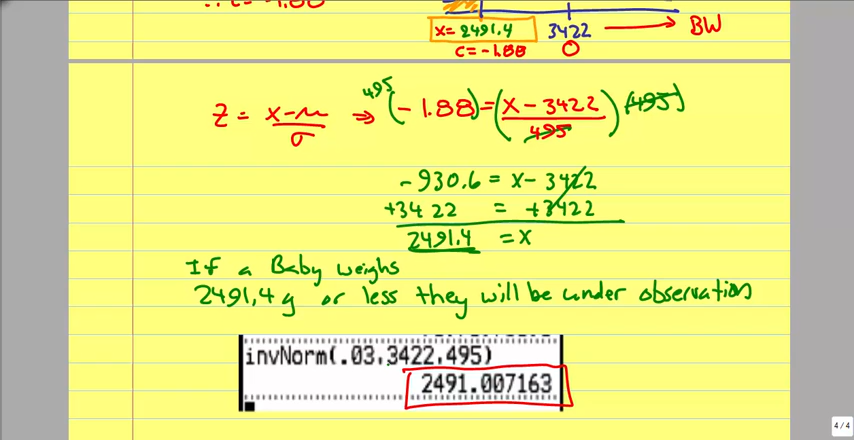 x= 2491.4 3422 BW
c = -1.88 0
z = x-μ/σ ⇒ 495(-1.88) = (x - 3422/495)(495)
-930.6 = x - 3422
+3422 = +3422
2491.4 = x
If a Baby weighs
2491.4 g or less they will be under observation
invNorm(.03,3422,495)
2491.007163
4/4